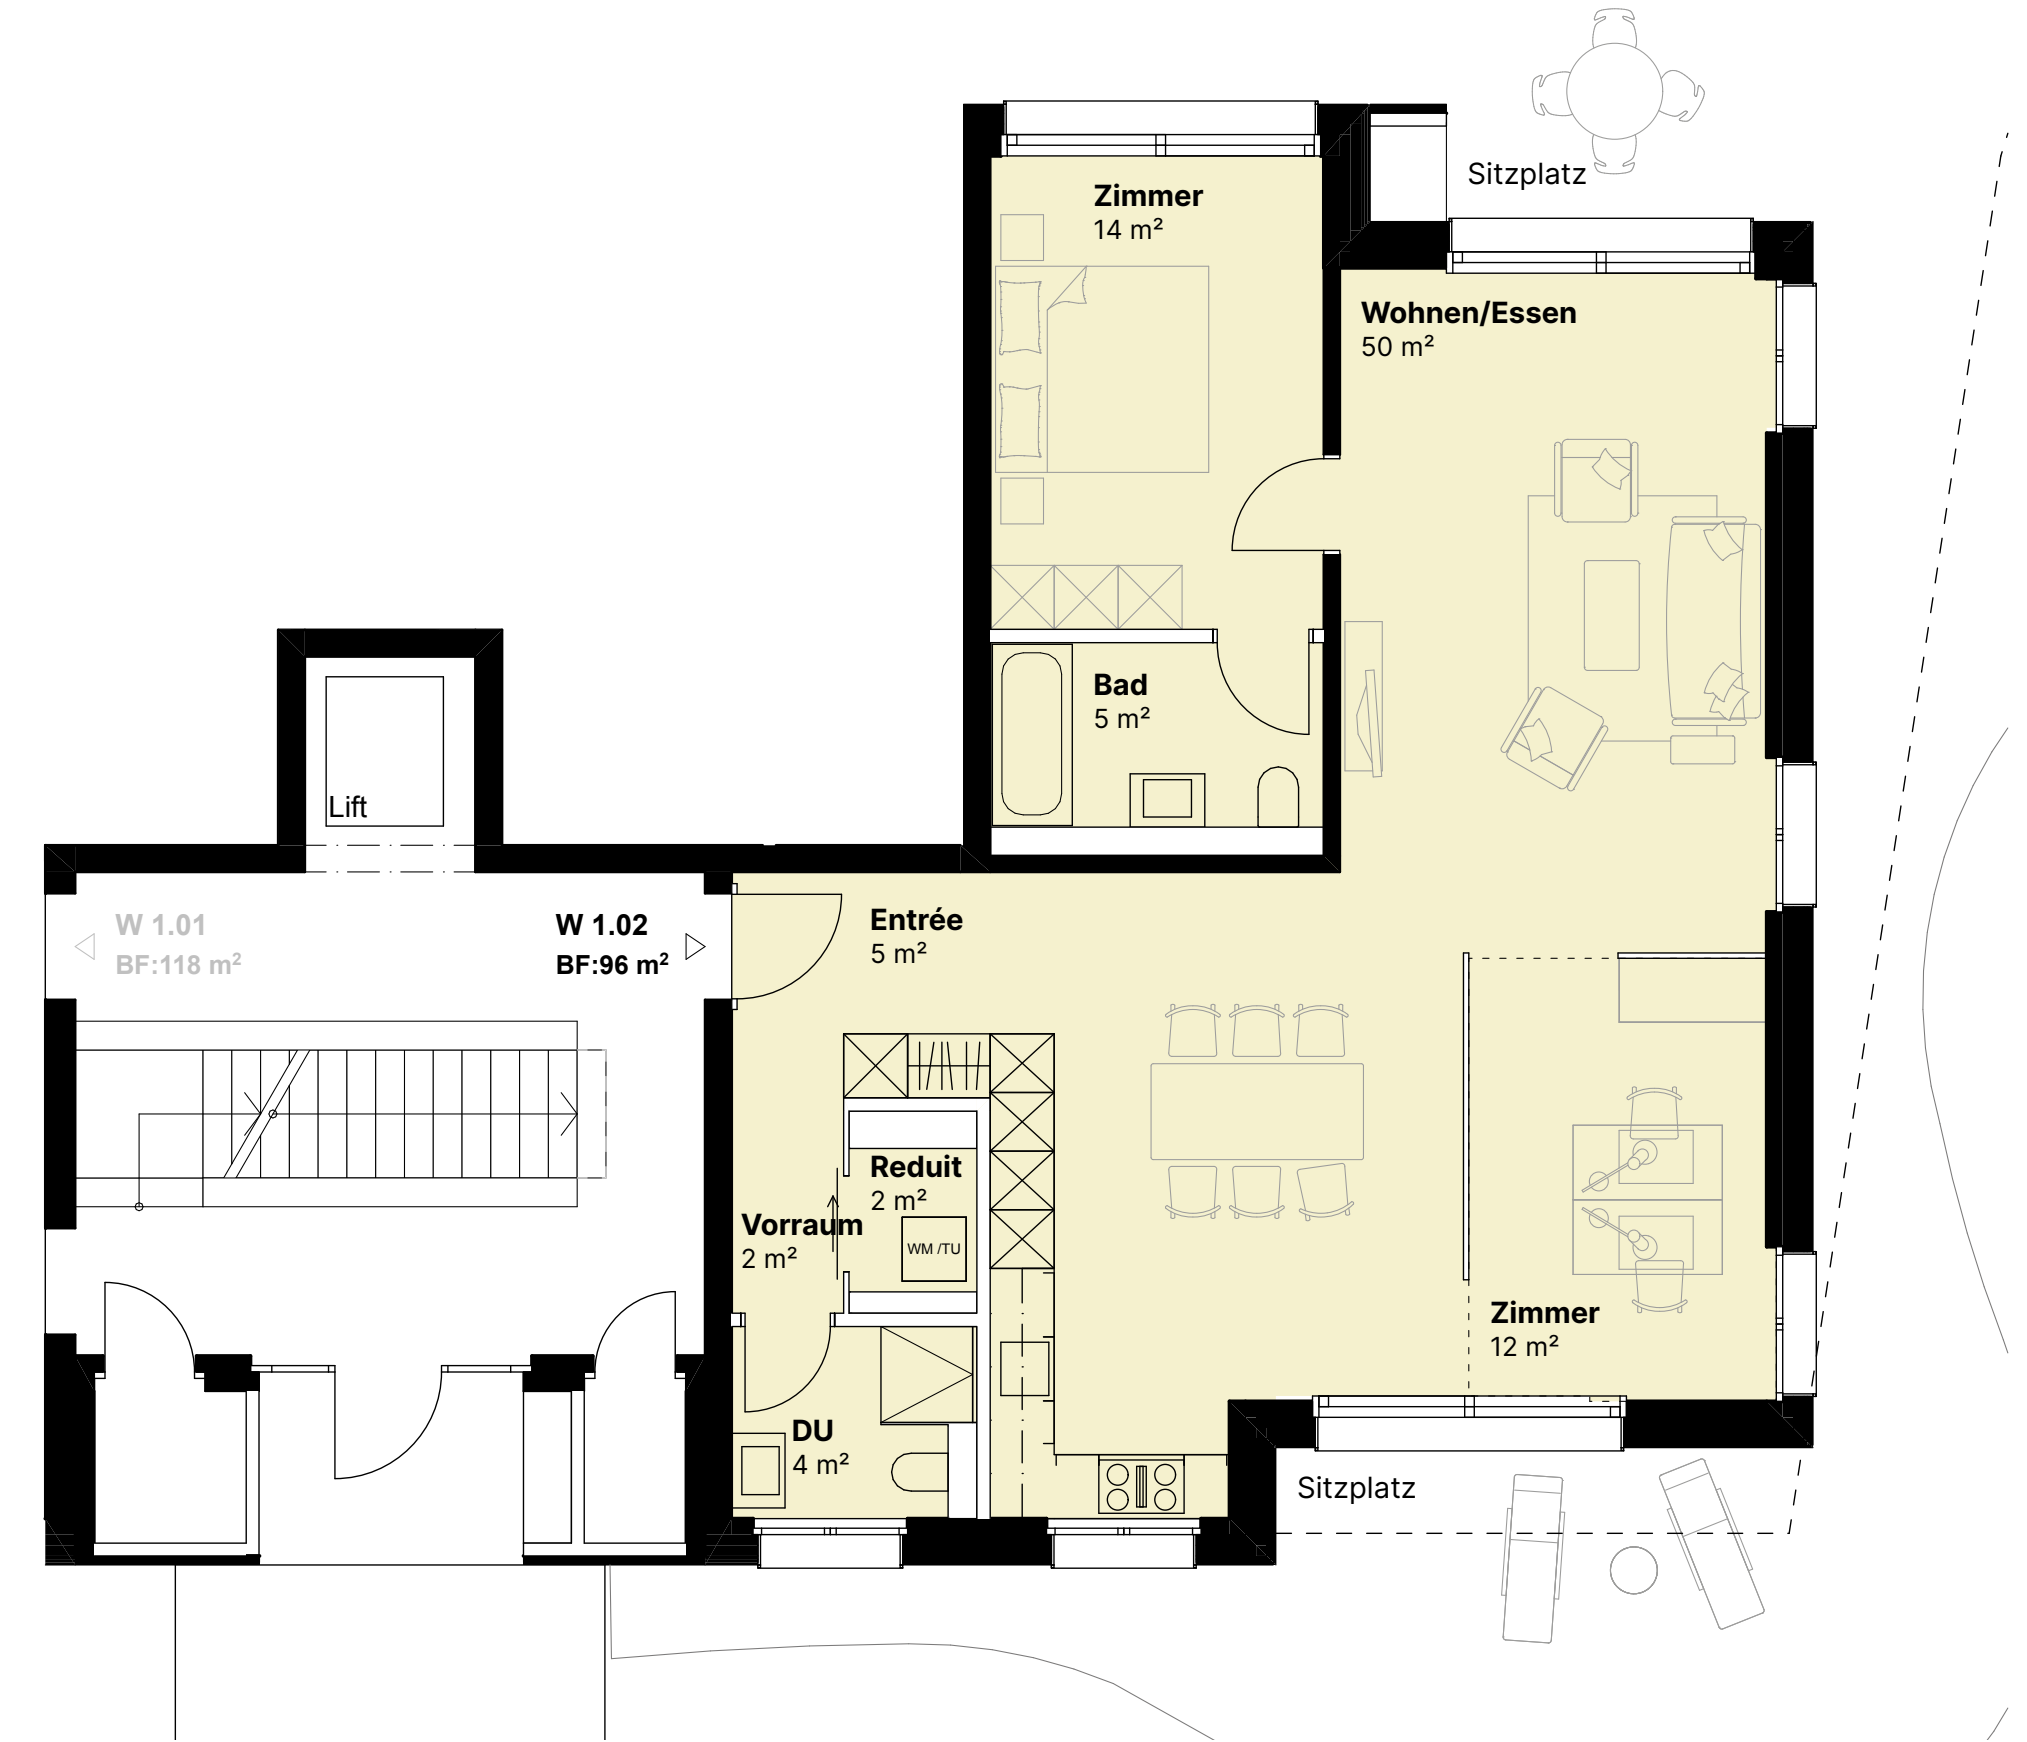 Sitzplatz
Zimmer
14 m²
Wohnen/Essen
50 m²
Bad
5 m²
Lift
W 1.01
BF:118 m²
W 1.02
BF:96 m²
Entrée
5 m²
Reduit
2 m²
Vorraum
2 m²
WM /TU
Zimmer
12 m²
DU
4 m²
Sitzplatz